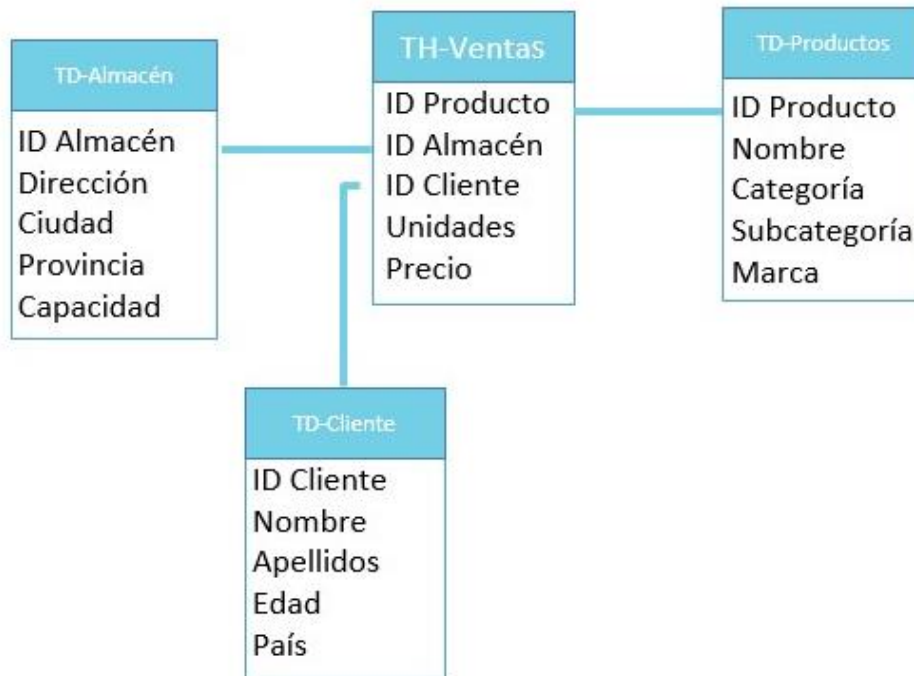 TD-Almacén
ID Almacén
Dirección
Ciudad
Provincia
Capacidad
TH-Ventas
ID Producto
ID Almacén
ID Cliente
Unidades
Precio
TD-Productos
ID Producto
Nombre
Categoría
Subcategoría
Marca
TD-Cliente
ID Cliente
Nombre
Apellidos
Edad
País